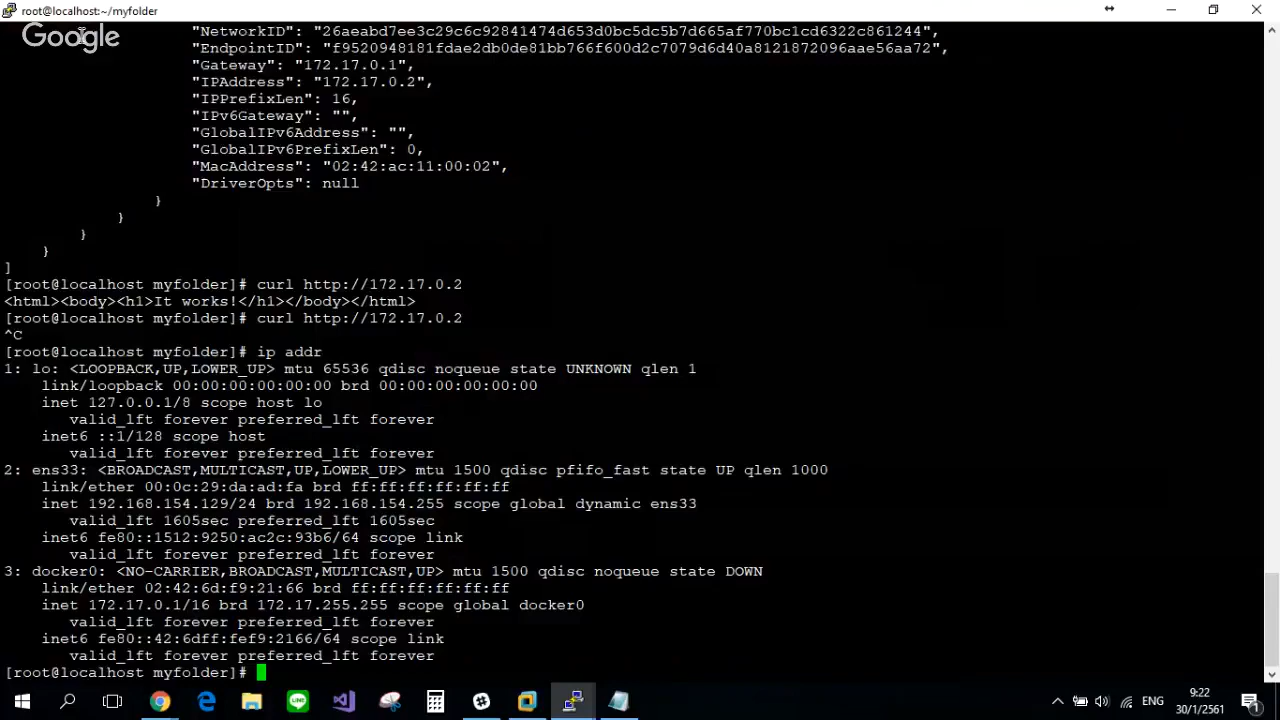 root@localhost:~/myfolder
Google
"NetworkID": "26aeabd7ee3c29c6c92841474d653d0bc5dc5b7d665af770bc1cd6322c861244",
"EndpointID": "f9520948181fdae2db0de81bb766f600d2c7079d6d40a8121872096aae56aa72",
"Gateway": "172.17.0.1",
"IPAddress": "172.17.0.2",
"IPPrefixLen": 16,
"IPv6Gateway": "",
"GlobalIPv6Address": "",
"GlobalIPv6PrefixLen": 0,
"MacAddress": "02:42:ac:11:00:02",
"DriverOpts": null
}
}
}
}
]
[root@localhost myfolder]# curl http://172.17.0.2
<html><body><h1>It works!</h1></body></html>
[root@localhost myfolder]# curl http://172.17.0.2
^C
[root@localhost myfolder]# ip addr
1: lo: <LOOPBACK,UP,LOWER_UP> mtu 65536 qdisc noqueue state UNKNOWN qlen 1
link/loopback 00:00:00:00:00:00 brd 00:00:00:00:00:00
inet 127.0.0.1/8 scope host lo
valid_lft forever preferred_lft forever
inet6 ::1/128 scope host
valid_lft forever preferred_lft forever
2: ens33: <BROADCAST,MULTICAST,UP,LOWER_UP> mtu 1500 qdisc pfifo_fast state UP qlen 1000
link/ether 00:0c:29:da:ad:fa brd ff:ff:ff:ff:ff:ff
inet 192.168.154.129/24 brd 192.168.154.255 scope global dynamic ens33
valid_lft 1605sec preferred_lft 1605sec
inet6 fe80::1512:9250:ac2c:93b6/64 scope link
valid_lft forever preferred_lft forever
3: docker0: <NO-CARRIER,BROADCAST,MULTICAST,UP> mtu 1500 qdisc noqueue state DOWN
link/ether 02:42:6d:f9:21:66 brd ff:ff:ff:ff:ff:ff
inet 172.17.0.1/16 brd 172.17.255.255 scope global docker0
valid_lft forever preferred_lft forever
inet6 fe80::42:6dff:fef9:2166/64 scope link
valid_lft forever preferred_lft forever
[root@localhost myfolder]#
ENG
9:22
30/1/2561